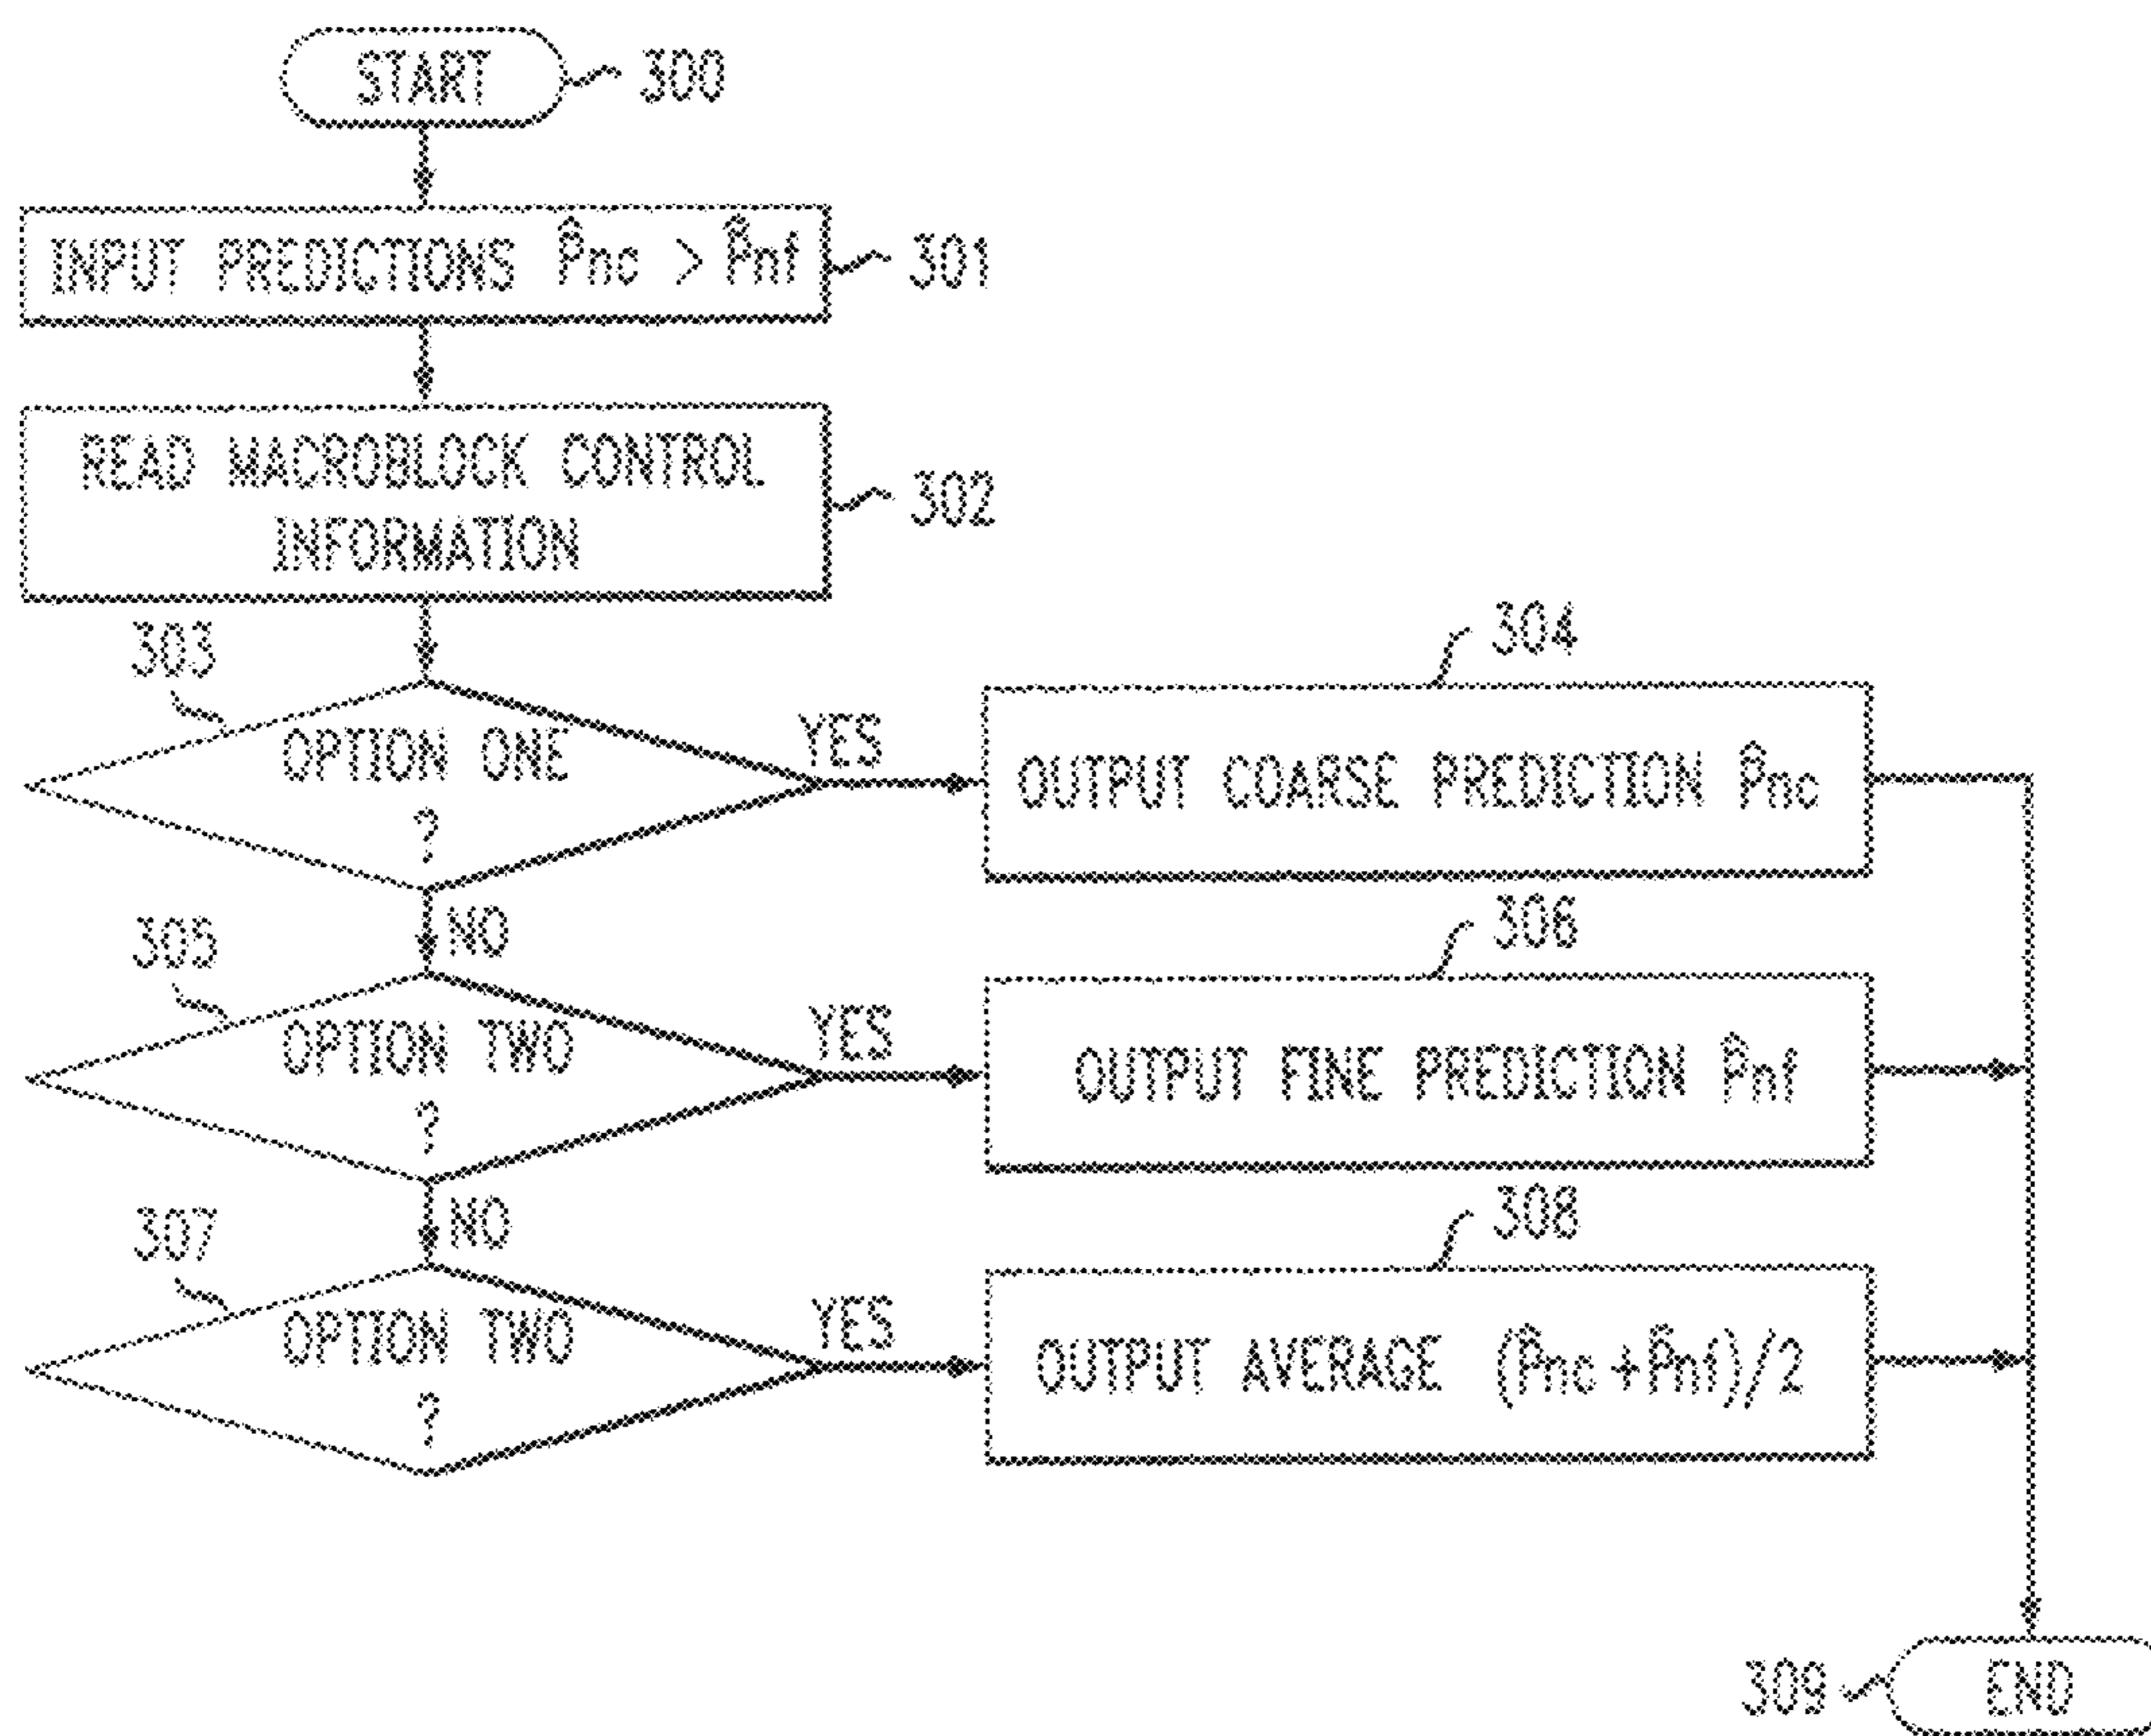 START
300
INPUT PREDICTIONS P̂nc > P̂nf
301
READ MACROBLOCK CONTROL
INFORMATION
302
303
OPTION ONE
?
YES
304
OUTPUT COARSE PREDICTION P̂nc
NO
305
OPTION TWO
?
YES
306
OUTPUT FINE PREDICTION P̂nf
NO
307
OPTION TWO
?
YES
308
OUTPUT AVERAGE (P̂nc + P̂nf)/2
309
END